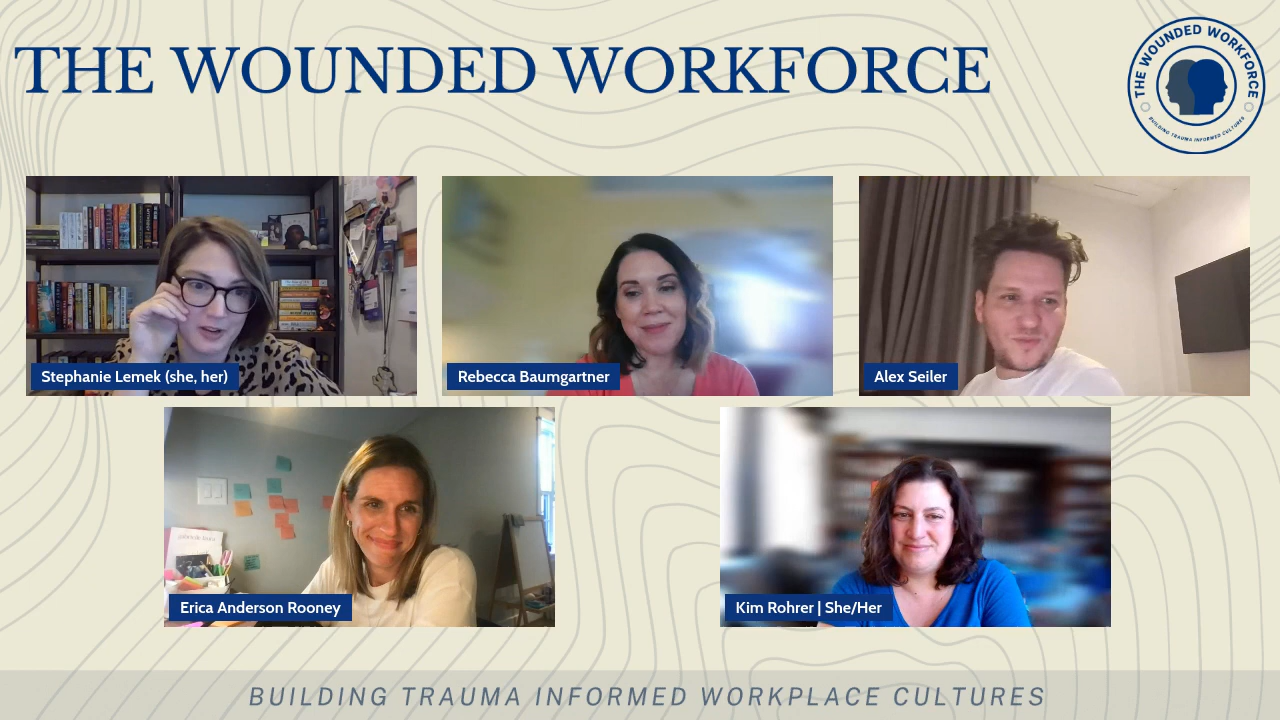 THE WOUNDED WORKFORCE
THE WOUNDED WORKFORCE
BUILDING TRAUMA INFORMED CULTURES
Stephanie Lemek (she, her)
Rebecca Baumgartner
Alex Seiler
Erica Anderson Rooney
Kim Rohrer | She/Her
BUILDING TRAUMA INFORMED WORKPLACE CULTURES